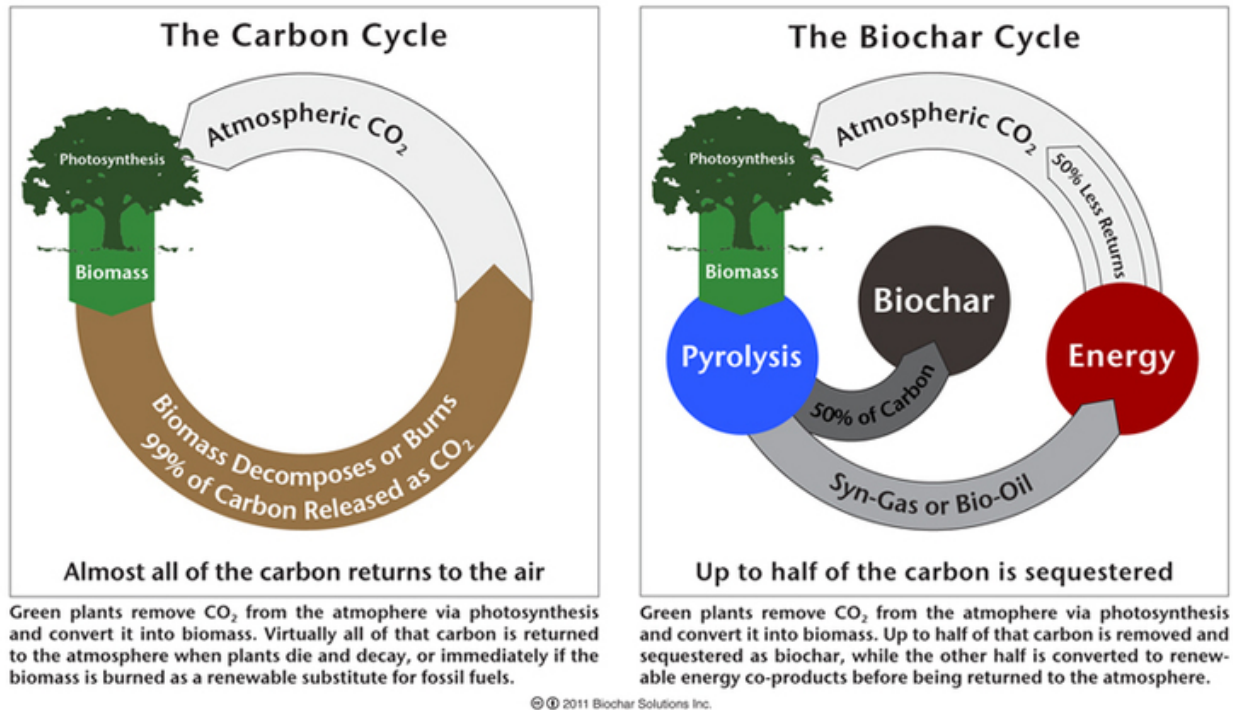 The Carbon Cycle
Atmospheric CO₂
Photosynthesis
Biomass
Biomass Decomposes or Burns
99% of Carbon Released as CO₂
Almost all of the carbon returns to the air
Green plants remove CO₂ from the atmophere via photosynthesis
and convert it into biomass. Virtually all of that carbon is returned
to the atmosphere when plants die and decay, or immediately if the
biomass is burned as a renewable substitute for fossil fuels.
The Biochar Cycle
Atmospheric CO₂
50% Less Returns
Photosynthesis
Biomass
Biochar
Pyrolysis
Energy
50% of Carbon
Syn-Gas or Bio-Oil
Up to half of the carbon is sequestered
Green plants remove CO₂ from the atmophere via photosynthesis
and convert it into biomass. Up to half of that carbon is removed and
sequestered as biochar, while the other half is converted to renew-
able energy co-products before being returned to the atmosphere.
2011 Biochar Solutions Inc.